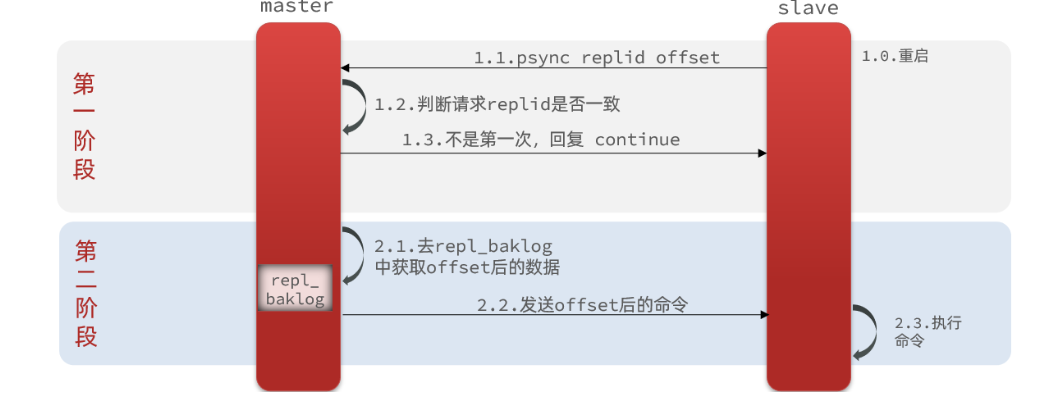 master
slave
第一阶段
1.0.重启
1.1.psync replid offset
1.2.判断请求replid是否一致
1.3.不是第一次，回复 continue
第二阶段
2.1.去repl_baklog
中获取offset后的数据
repl_
baklog
2.2.发送offset后的命令
2.3.执行
命令